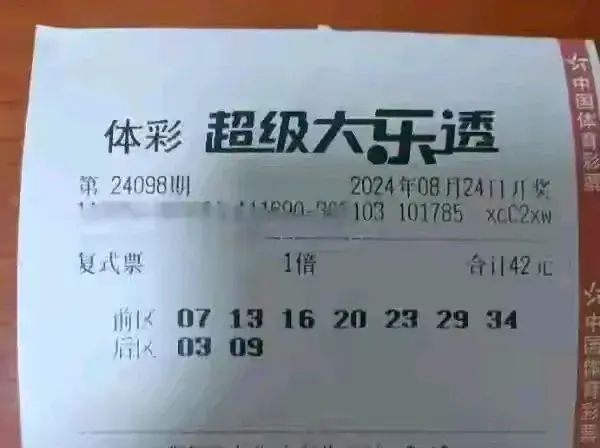 体彩 超级大乐透
第 24098期 2024年08月24日开奖
103 101785 xcC2xw
复式票 1倍 合计42元
前区 07 13 16 20 23 29 34
后区 03 09
中国体育彩票
中国体育彩票